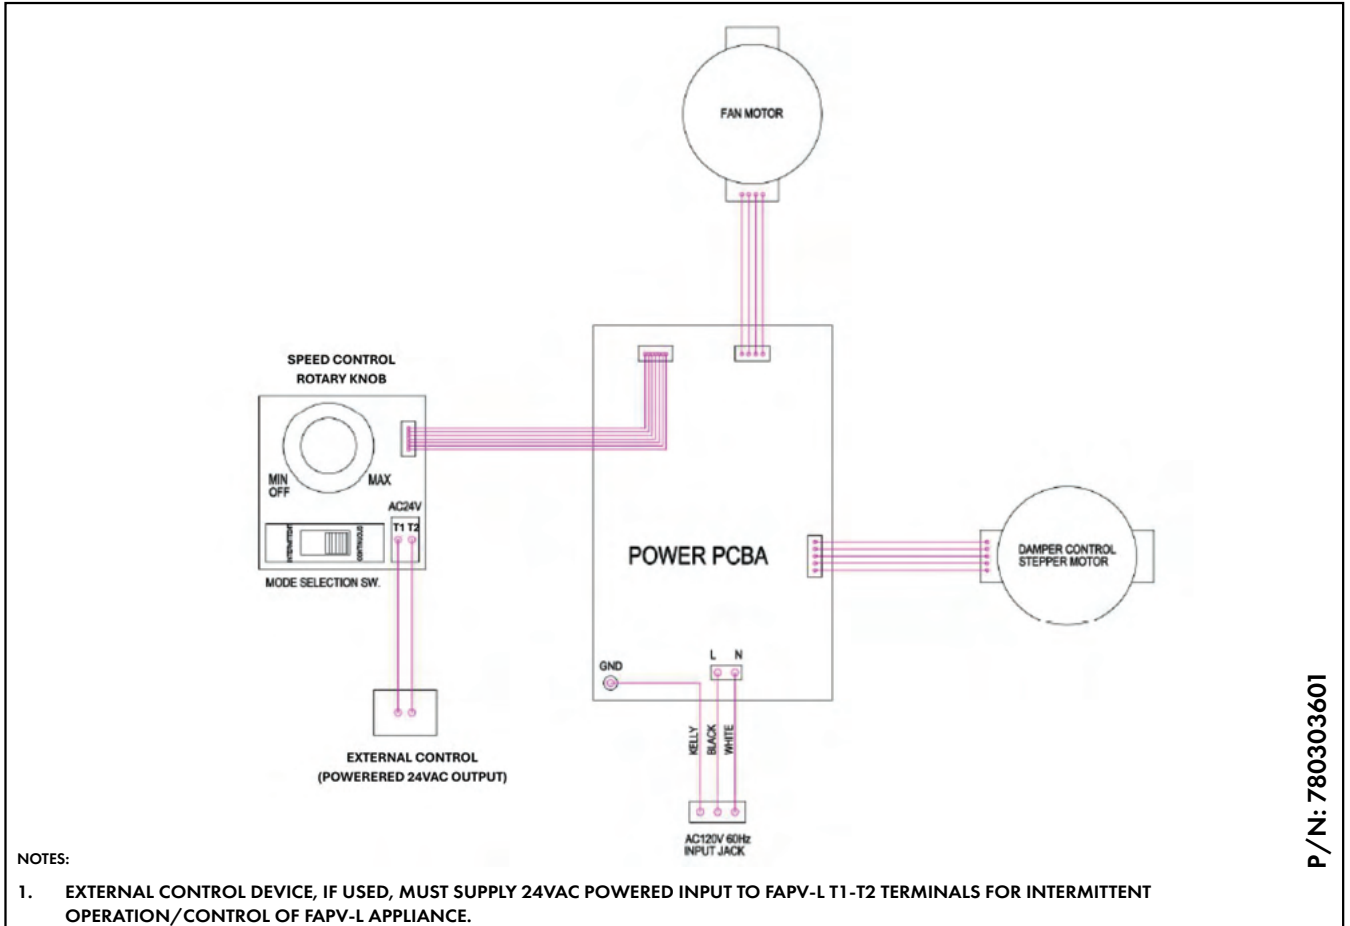 FAN MOTOR
SPEED CONTROL
ROTARY KNOB
MIN
OFF
MAX
AC24V
T1 T2
INTERMITTENT
CONTINUOUS
MODE SELECTION SW.
POWER PCBA
DAMPER CONTROL
STEPPER MOTOR
L N
GND
KELLY
BLACK
WHITE
EXTERNAL CONTROL
(POWERERED 24VAC OUTPUT)
AC120V 60Hz
INPUT JACK
P/N: 780303601
NOTES:
1. EXTERNAL CONTROL DEVICE, IF USED, MUST SUPPLY 24VAC POWERED INPUT TO FAPV-L T1-T2 TERMINALS FOR INTERMITTENT
OPERATION/CONTROL OF FAPV-L APPLIANCE.